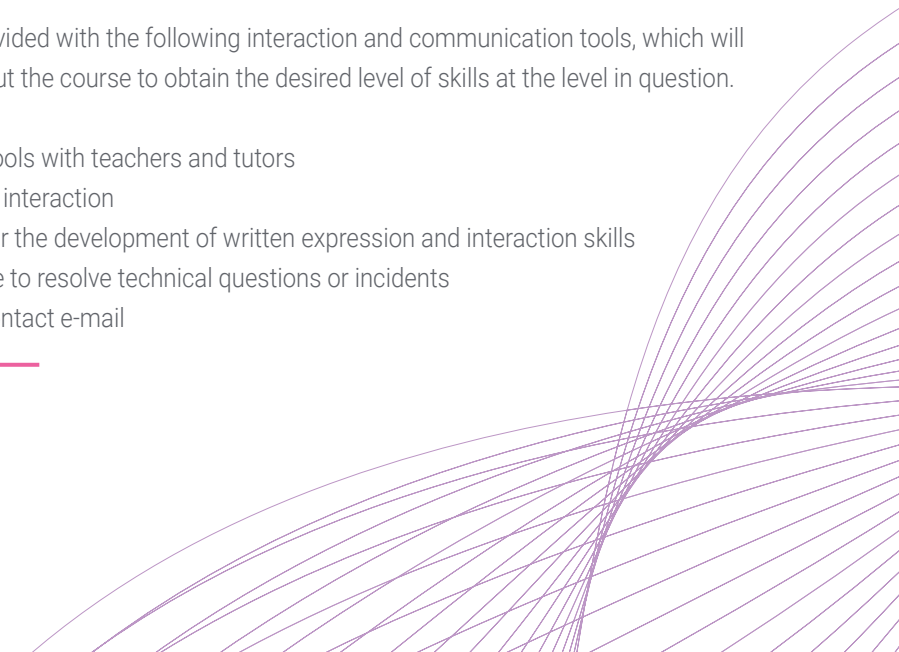 vided with the following interaction and communication tools, which will
ut the course to obtain the desired level of skills at the level in question.
ools with teachers and tutors
interaction
r the development of written expression and interaction skills
e to resolve technical questions or incidents
ntact e-mail